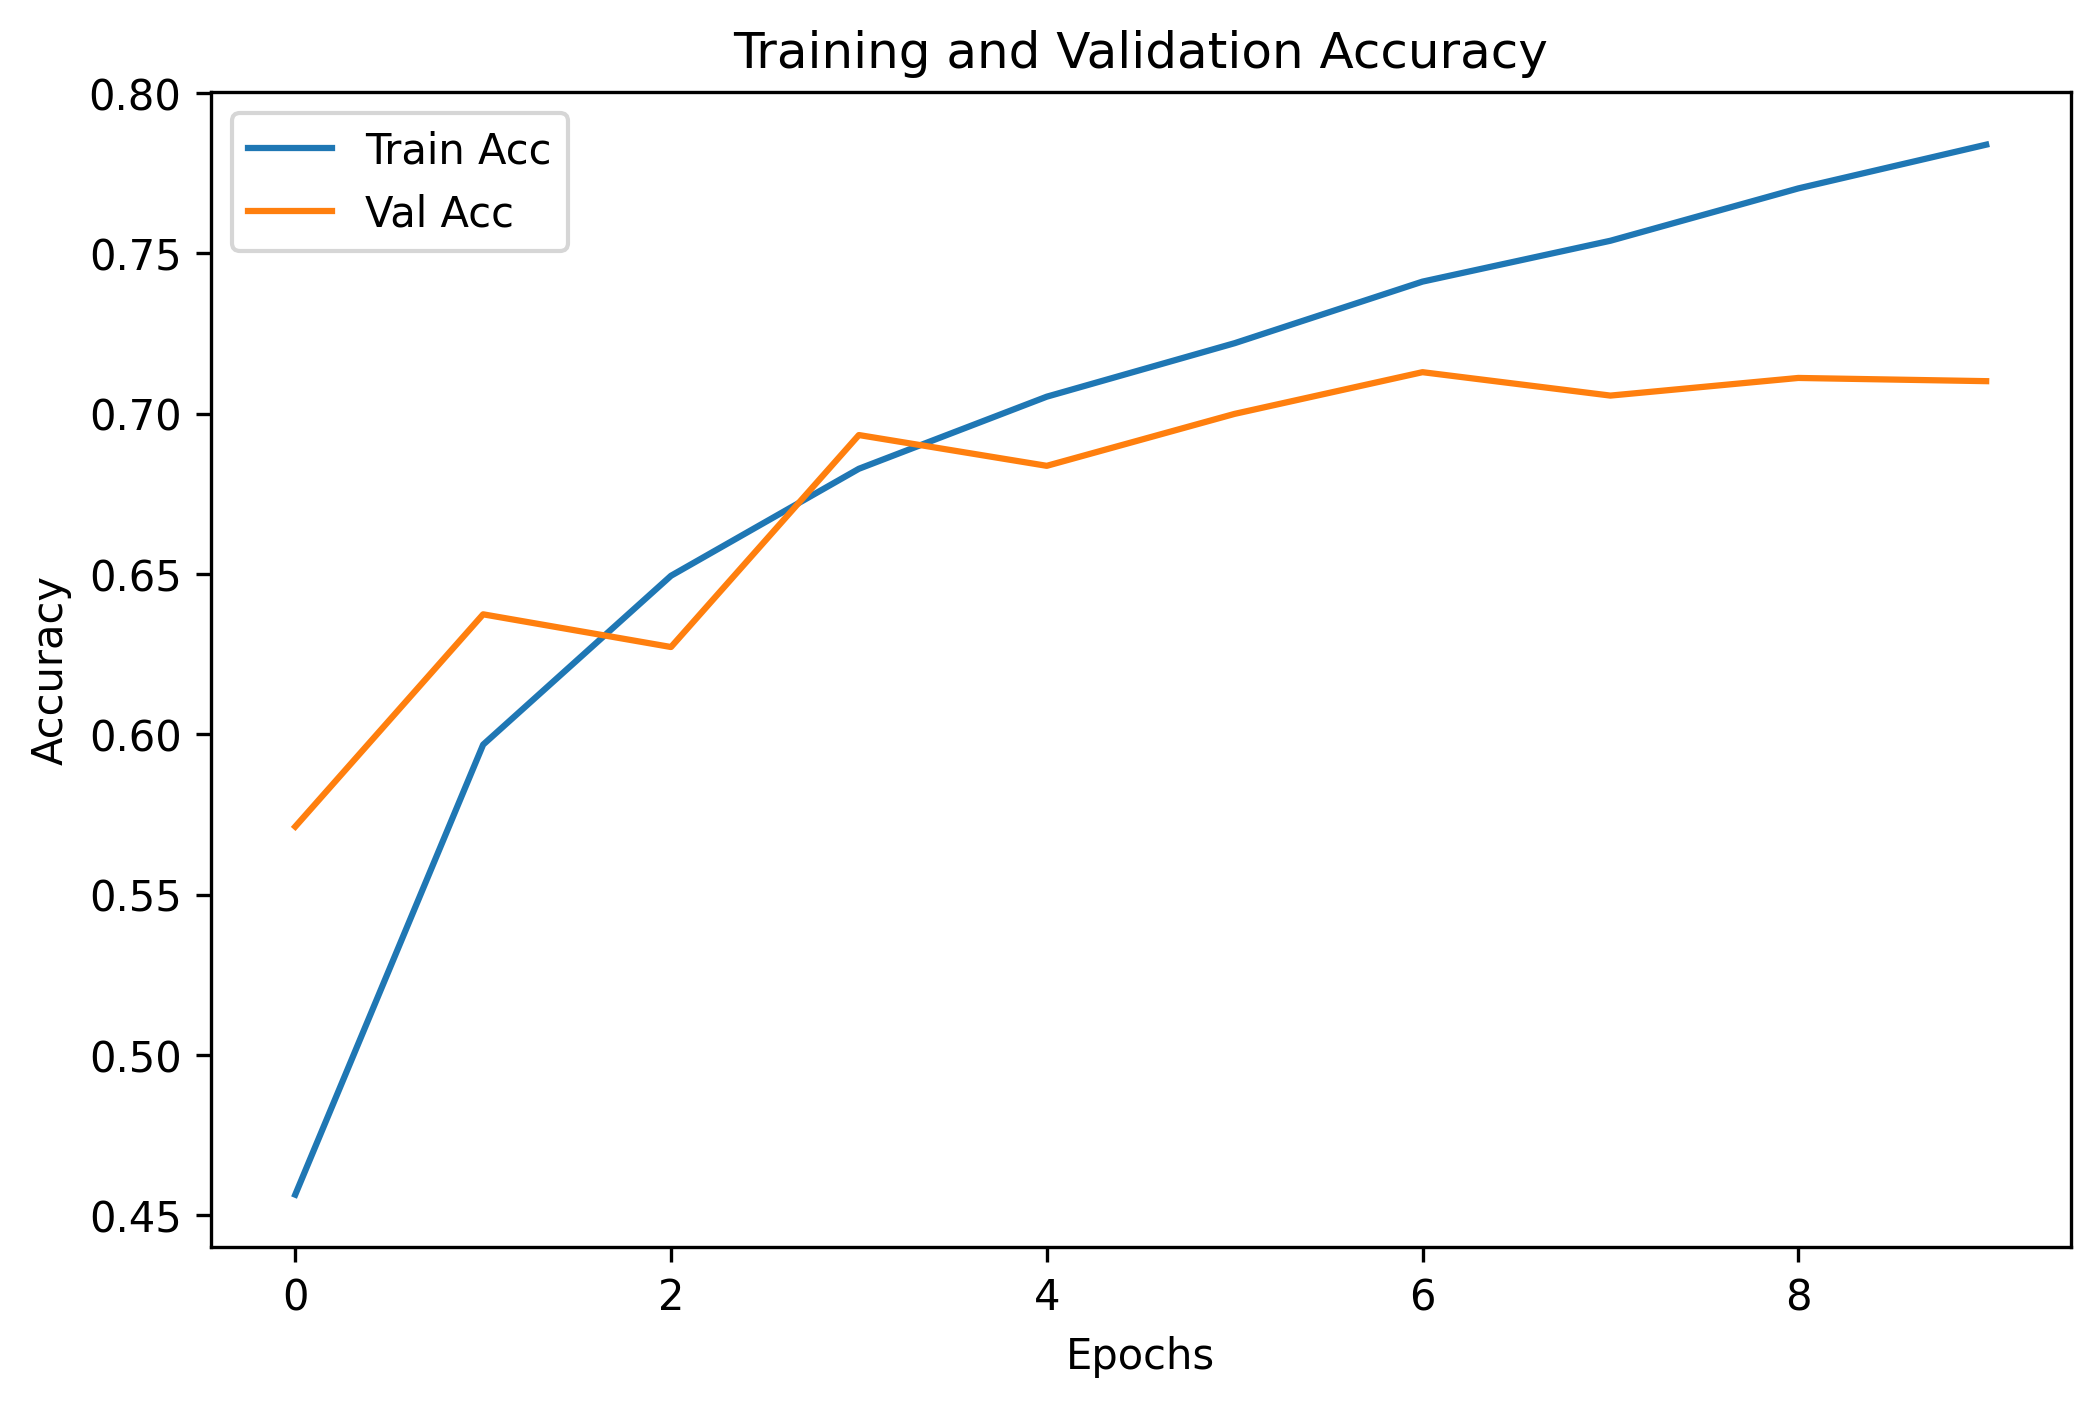 Training and Validation Accuracy
Train Acc
Val Acc
0.80
0.75
0.70
0.65
0.60
0.55
0.50
0.45
Accuracy
0 2 4 6 8
Epochs